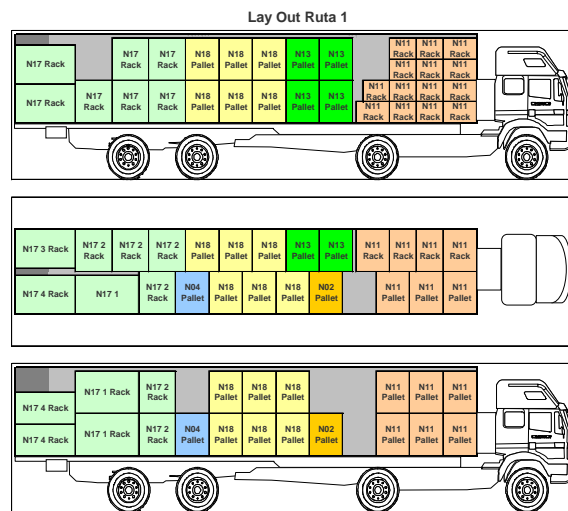 Lay Out Ruta 1
N17 Rack
N17 Rack
N17 Rack
N18 Pallet
N18 Pallet
N18 Pallet
N13 Pallet
N13 Pallet
N11 Rack
N11 Rack
N11 Rack
N11 Rack
N11 Rack
N11 Rack
N17 Rack
N17 Rack
N17 Rack
N17 Rack
N18 Pallet
N18 Pallet
N18 Pallet
N13 Pallet
N13 Pallet
N11 Rack
N11 Rack
N11 Rack
N11 Rack
N11 Rack
N11 Rack
N11 Rack
N11 Rack
N17 3 Rack
N17 2 Rack
N17 2 Rack
N17 2 Rack
N18 Pallet
N18 Pallet
N18 Pallet
N13 Pallet
N13 Pallet
N11 Rack
N11 Rack
N11 Rack
N11 Rack
N17 4 Rack
N17 1
N17 2 Rack
N04 Pallet
N18 Pallet
N18 Pallet
N18 Pallet
N02 Pallet
N11 Pallet
N11 Pallet
N11 Pallet
N17 4 Rack
N17 1 Rack
N17 2 Rack
N18 Pallet
N18 Pallet
N18 Pallet
N11 Pallet
N11 Pallet
N11 Pallet
N17 4 Rack
N17 1 Rack
N17 2 Rack
N04 Pallet
N18 Pallet
N18 Pallet
N18 Pallet
N02 Pallet
N11 Pallet
N11 Pallet
N11 Pallet